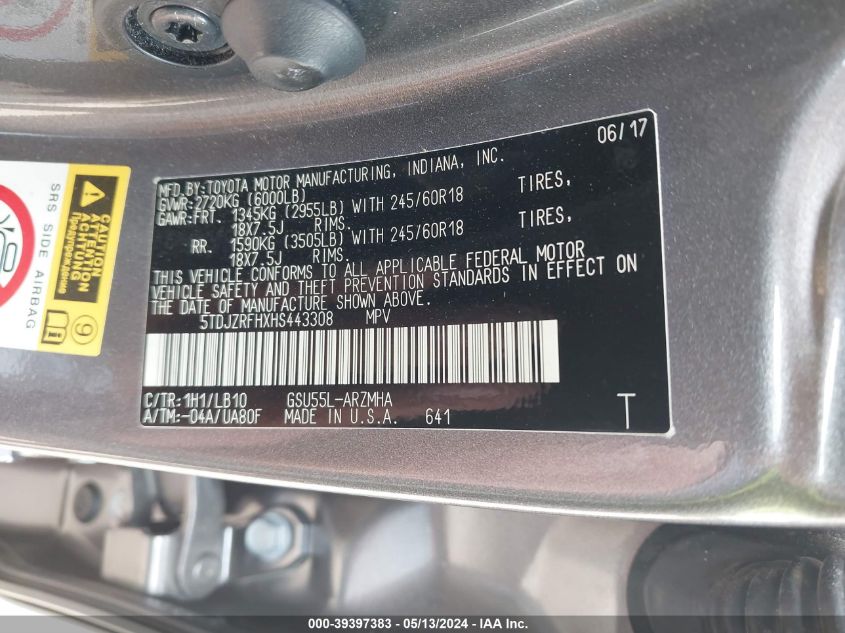 06/17
MFD.BY:TOYOTA MOTOR MANUFACTURING, INDIANA, INC.
GVWR:2720KG (6000LB)
GAWR:FRT. 1345KG (2955LB) WITH 245/60R18 TIRES,
18X7.5J RIMS.
RR. 1590KG (3505LB) WITH 245/60R18 TIRES,
18X7.5J RIMS.
THIS VEHICLE CONFORMS TO ALL APPLICABLE FEDERAL MOTOR
VEHICLE SAFETY AND THEFT PREVENTION STANDARDS IN EFFECT ON
THE DATE OF MANUFACTURE SHOWN ABOVE.
5TDJZRFHXHS443308 MPV
C/TR:1H1/LB10 GSU55L-ARZMHA
A/TM:-04A/UA80F MADE IN U.S.A. 641
T
SRS SIDE AIRBAG
CAUTION
ATTENTION
ACHTUNG
Предупреждение
9
000-39397383 - 05/13/2024 - IAA Inc.